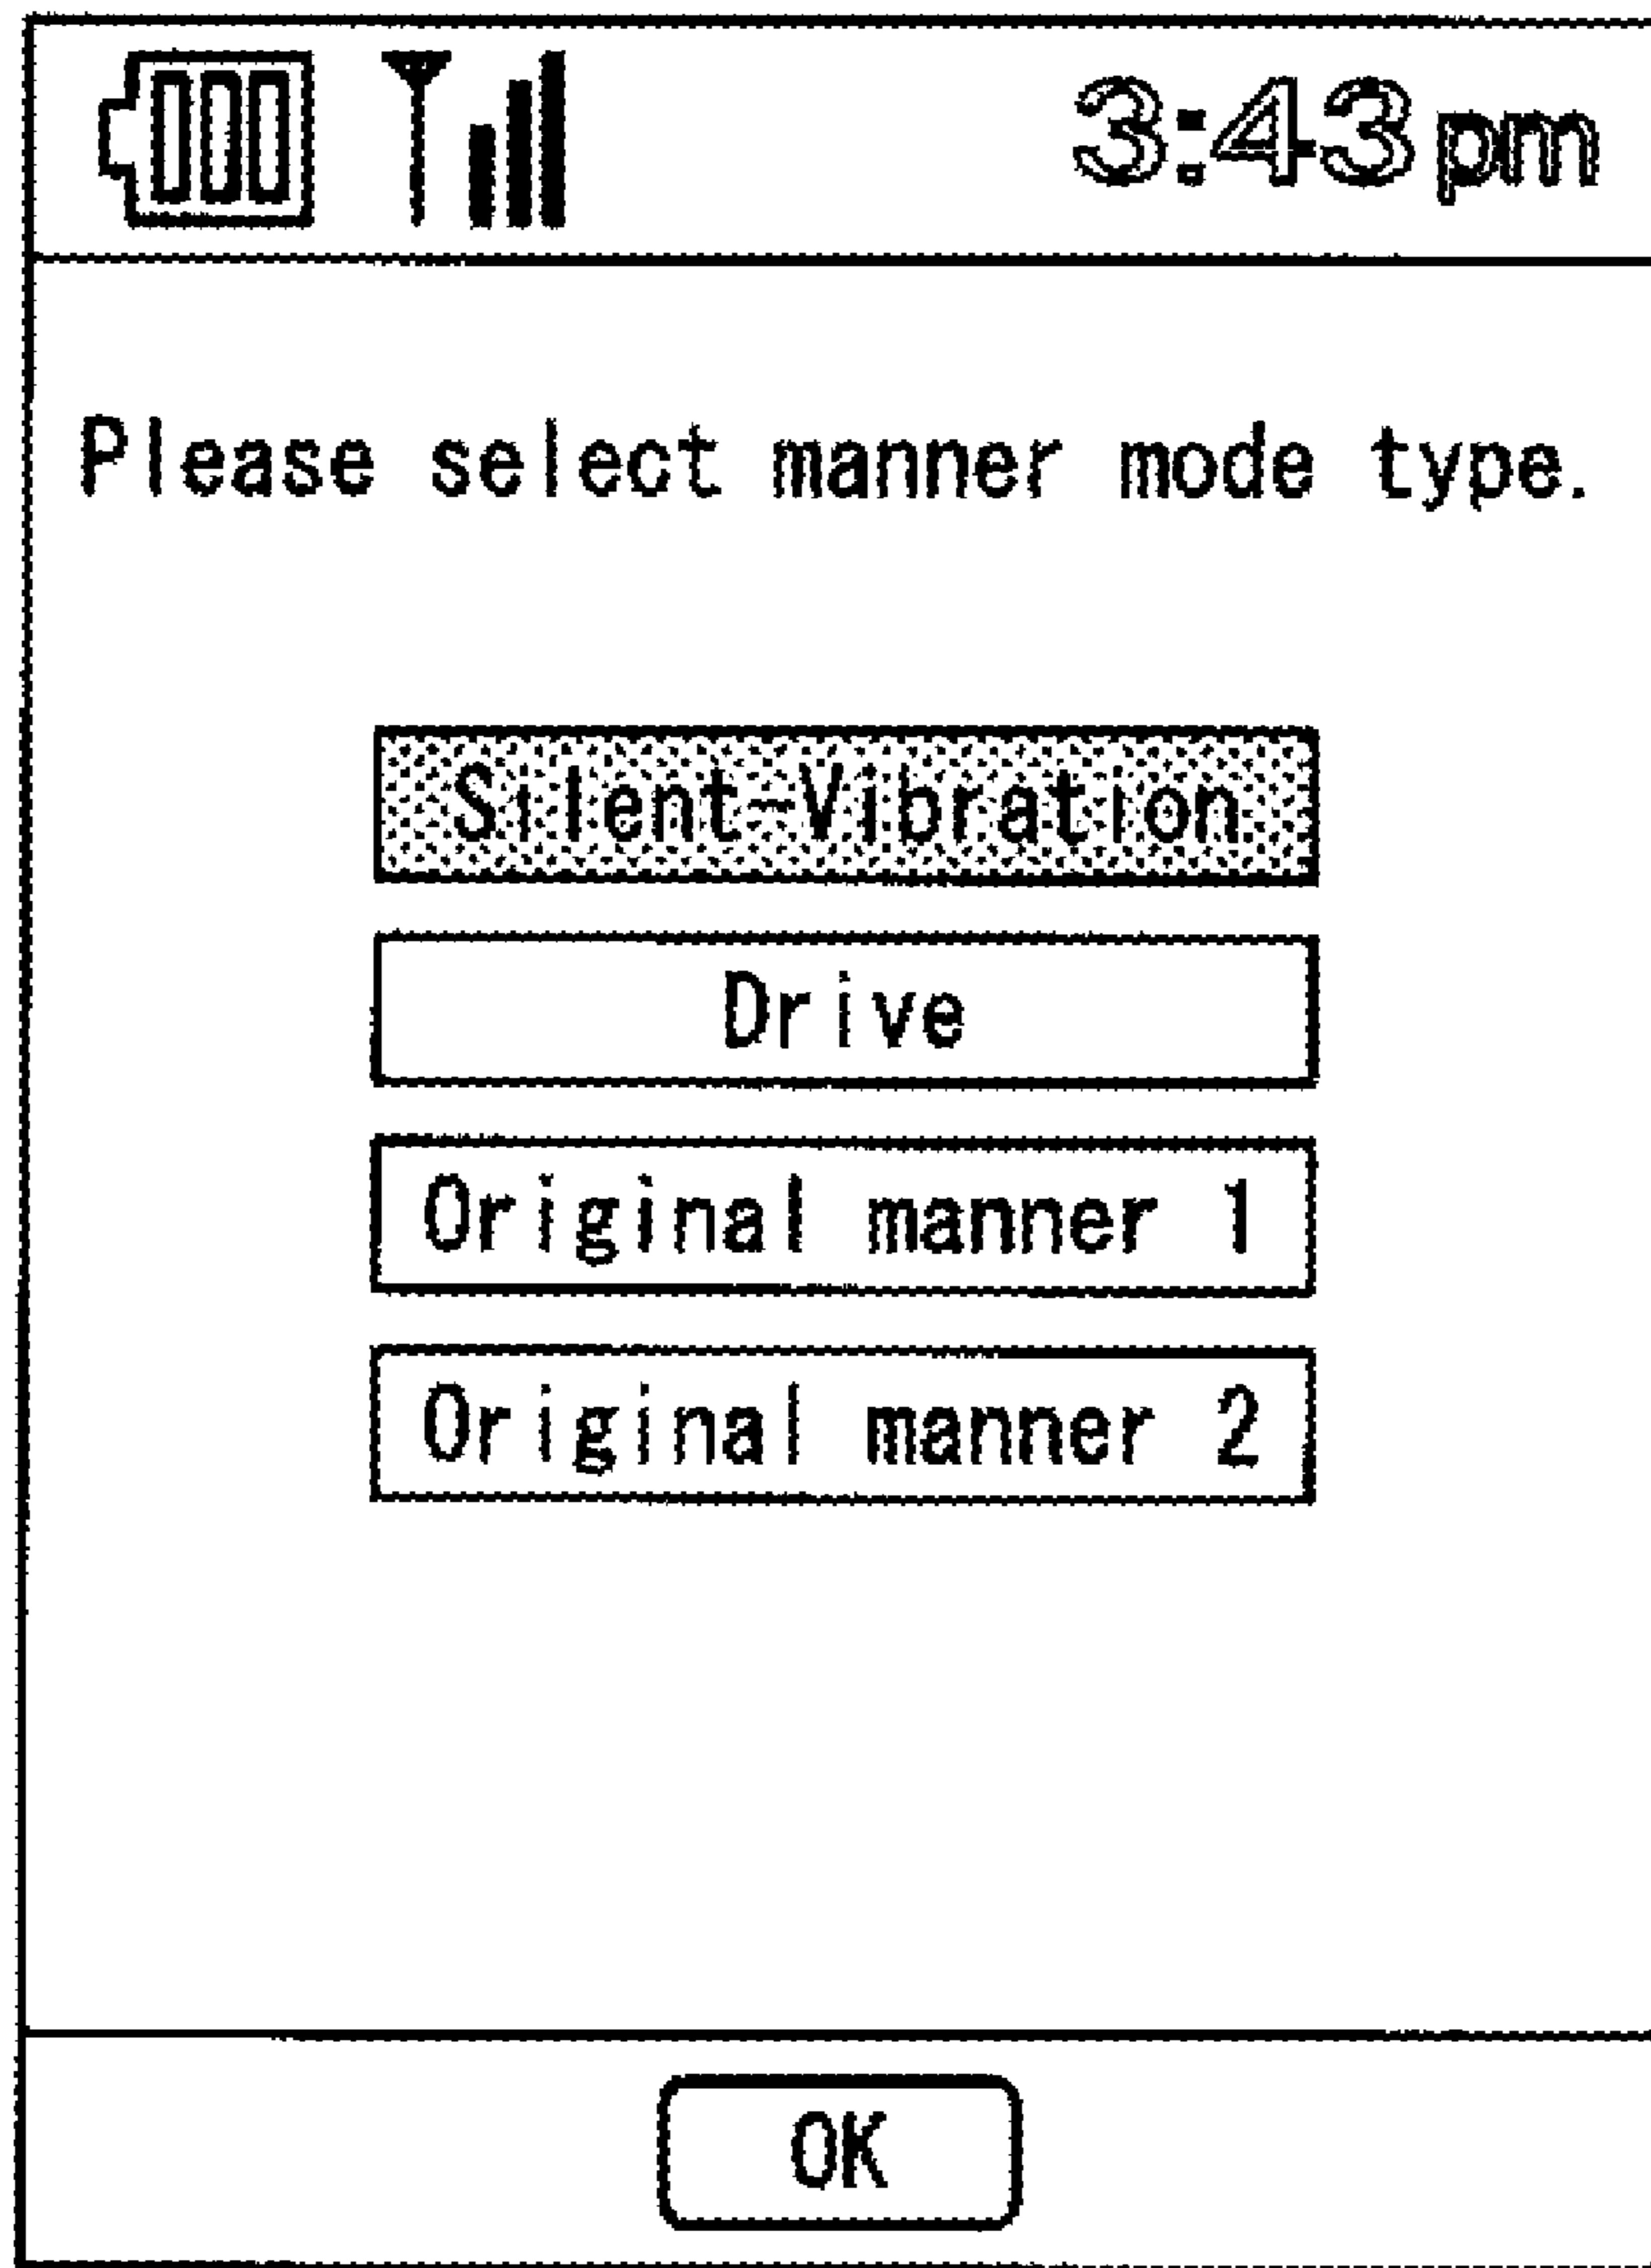 3:43pm
Please select manner mode type.
Silent-Vibration
Drive
Original manner 1
Original manner 2
OK